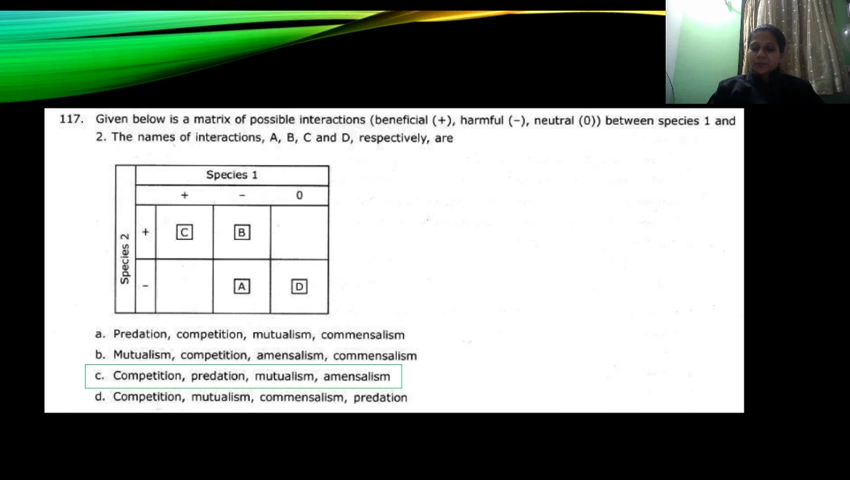 117. Given below is a matrix of possible interactions (beneficial (+), harmful (–), neutral (0)) between species 1 and
2. The names of interactions, A, B, C and D, respectively, are
Species 1
+ – 0
Species 2
+ C B
– A D
a. Predation, competition, mutualism, commensalism
b. Mutualism, competition, amensalism, commensalism
c. Competition, predation, mutualism, amensalism
d. Competition, mutualism, commensalism, predation